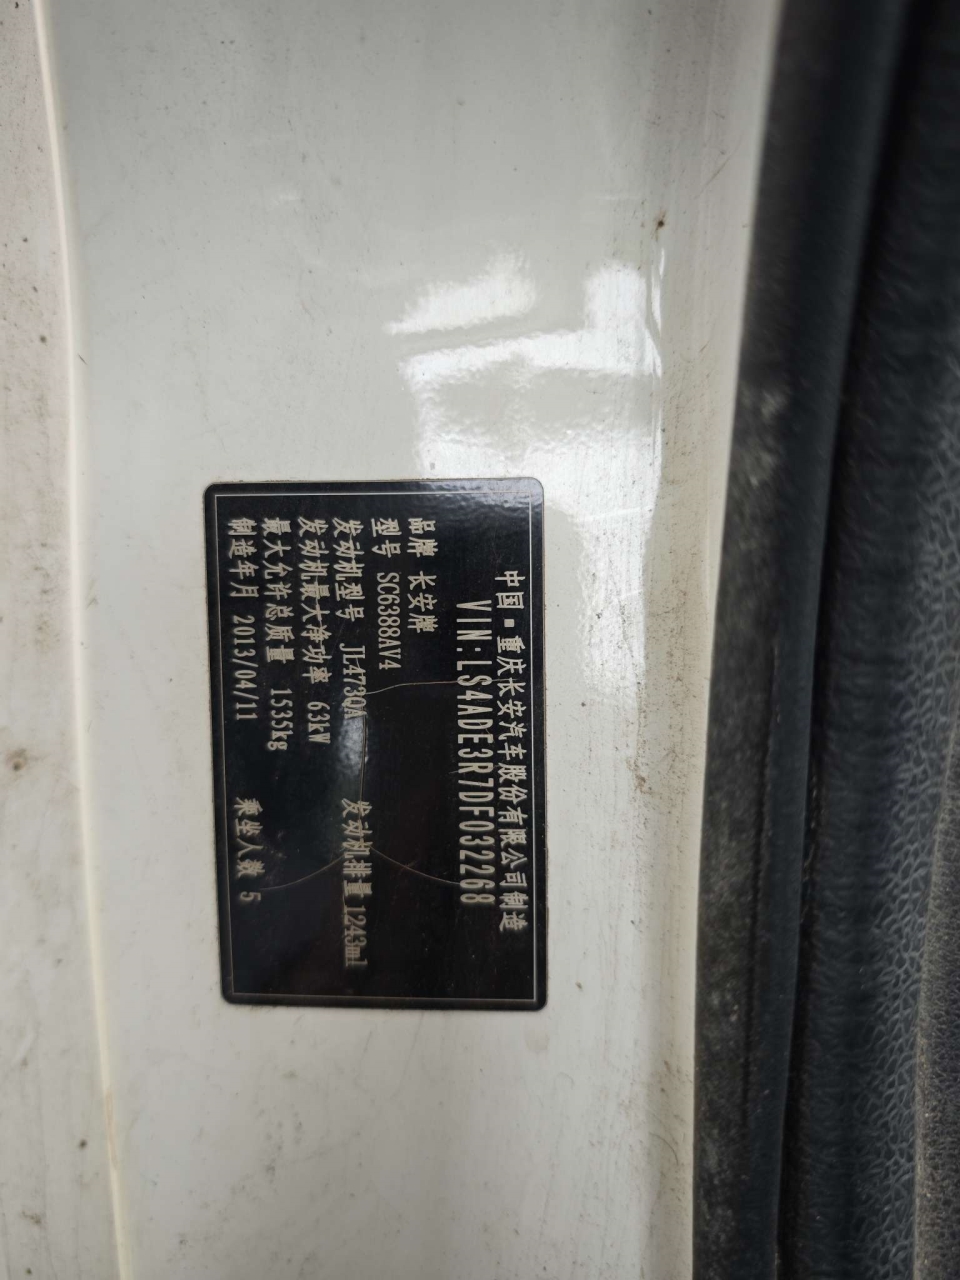 中国·重庆长安汽车股份有限公司制造
VIN:LS4ADE3R7DF032268
品牌 长安牌
型号 SC6388AV4
发动机型号 JL473QA 发动机排量 1243ml
发动机最大净功率 63kW
最大允许总质量 1535kg
制造年月 2013/04/11 乘坐人数 5